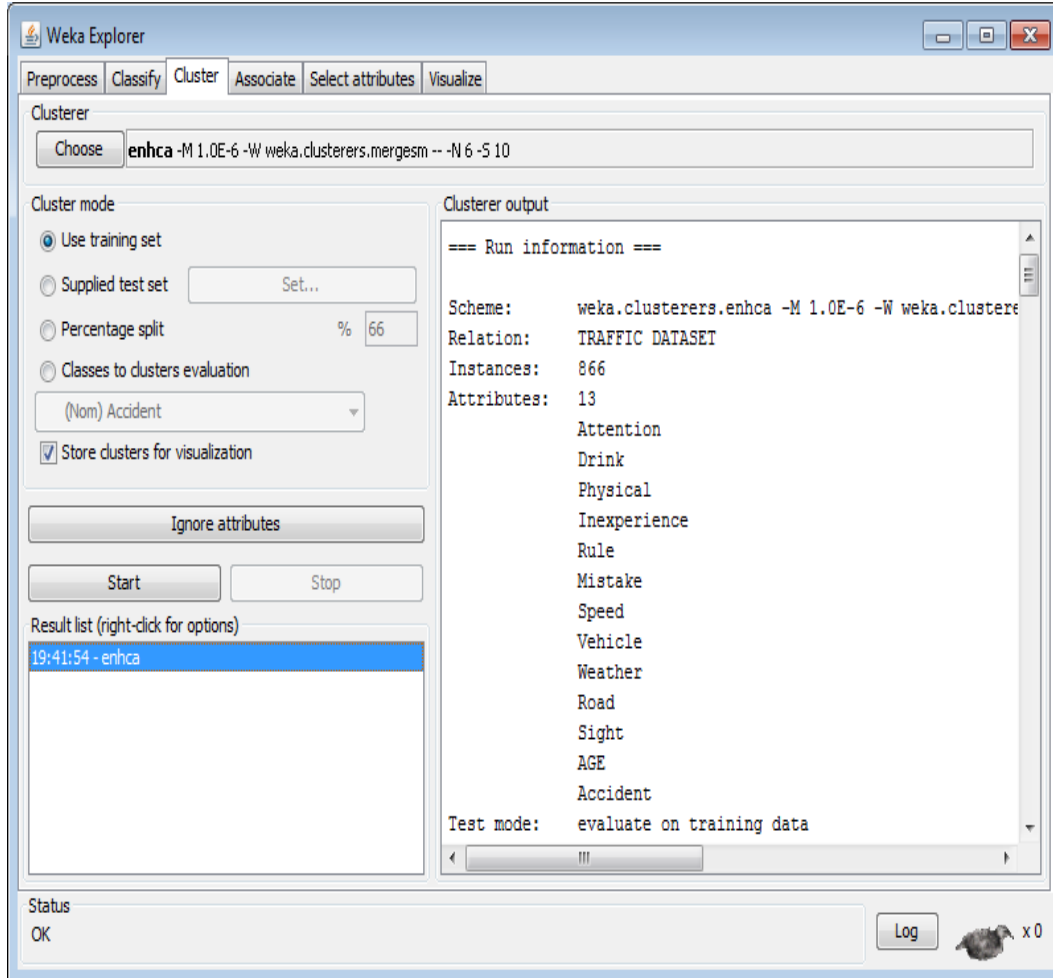 Weka Explorer
Preprocess Classify Cluster Associate Select attributes Visualize
Clusterer
Choose enhca -M 1.0E-6 -W weka.clusterers.mergesm -- -N 6 -S 10
Cluster mode
Use training set
Supplied test set Set...
Percentage split % 66
Classes to clusters evaluation
(Nom) Accident
Store clusters for visualization
Ignore attributes
Start Stop
Result list (right-click for options)
19:41:54 - enhca
Clusterer output
=== Run information ===
Scheme: weka.clusterers.enhca -M 1.0E-6 -W weka.clustere
Relation: TRAFFIC DATASET
Instances: 866
Attributes: 13
Attention
Drink
Physical
Inexperience
Rule
Mistake
Speed
Vehicle
Weather
Road
Sight
AGE
Accident
Test mode: evaluate on training data
Status
OK
Log x 0